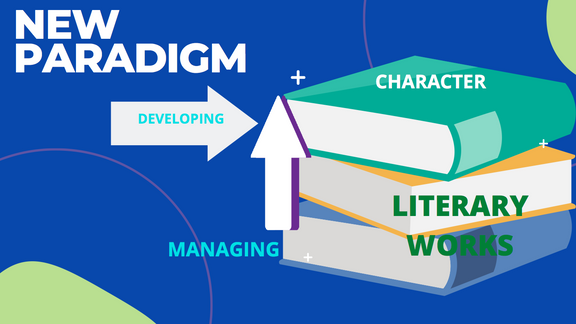 NEW
PARADIGM
CHARACTER
DEVELOPING
LITERARY
WORKS
MANAGING